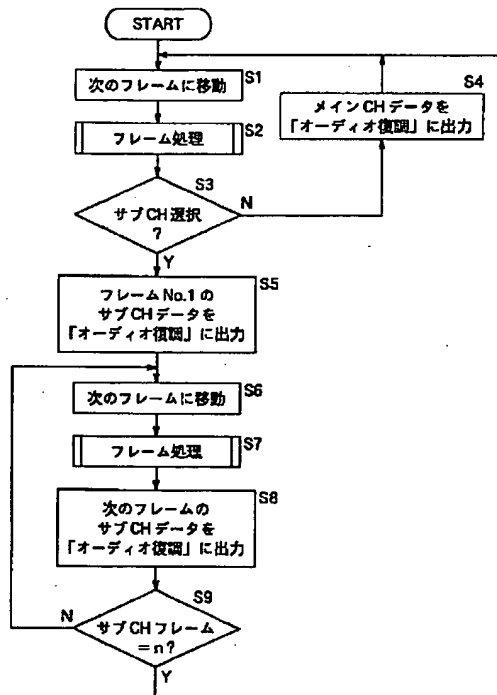 START
次のフレームに移動
S1
フレーム処理
S2
S3
サブCH選択
?
N
Y
S4
メインCHデータを
「オーディオ復調」に出力
S5
フレームNo.1の
サブCHデータを
「オーディオ復調」に出力
次のフレームに移動
S6
フレーム処理
S7
S8
次のフレームの
サブCHデータを
「オーディオ復調」に出力
S9
N
サブCHフレーム
=n?
Y